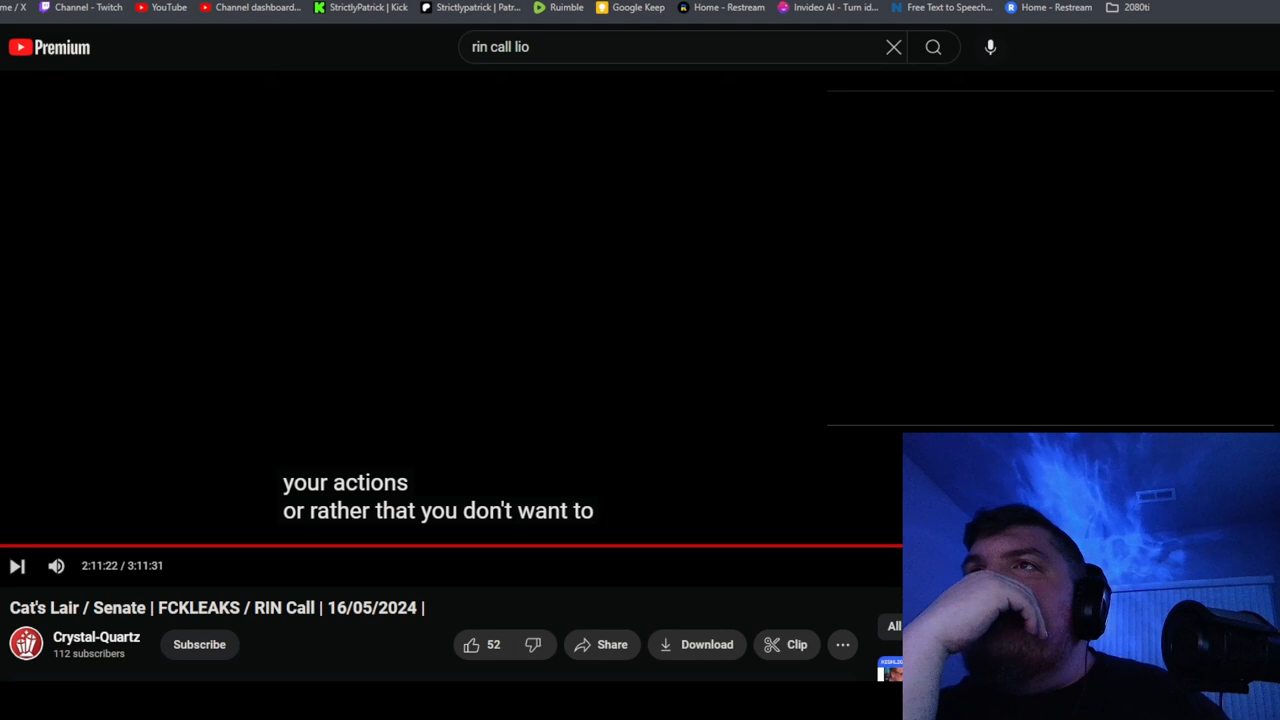 me / X
Channel - Twitch
YouTube
Channel dashboard...
StrictlyPatrick | Kick
Strictlypatrick | Patr...
Rumble
Google Keep
Home - Restream
Invideo AI - Turn id...
Free Text to Speech...
Home - Restream
2080ti
Premium
rin call lio
your actions
or rather that you don't want to
2:11:22 / 3:11:31
Cat's Lair / Senate | FCKLEAKS / RIN Call | 16/05/2024 |
Crystal-Quartz
112 subscribers
Subscribe
52
Share
Download
Clip
All